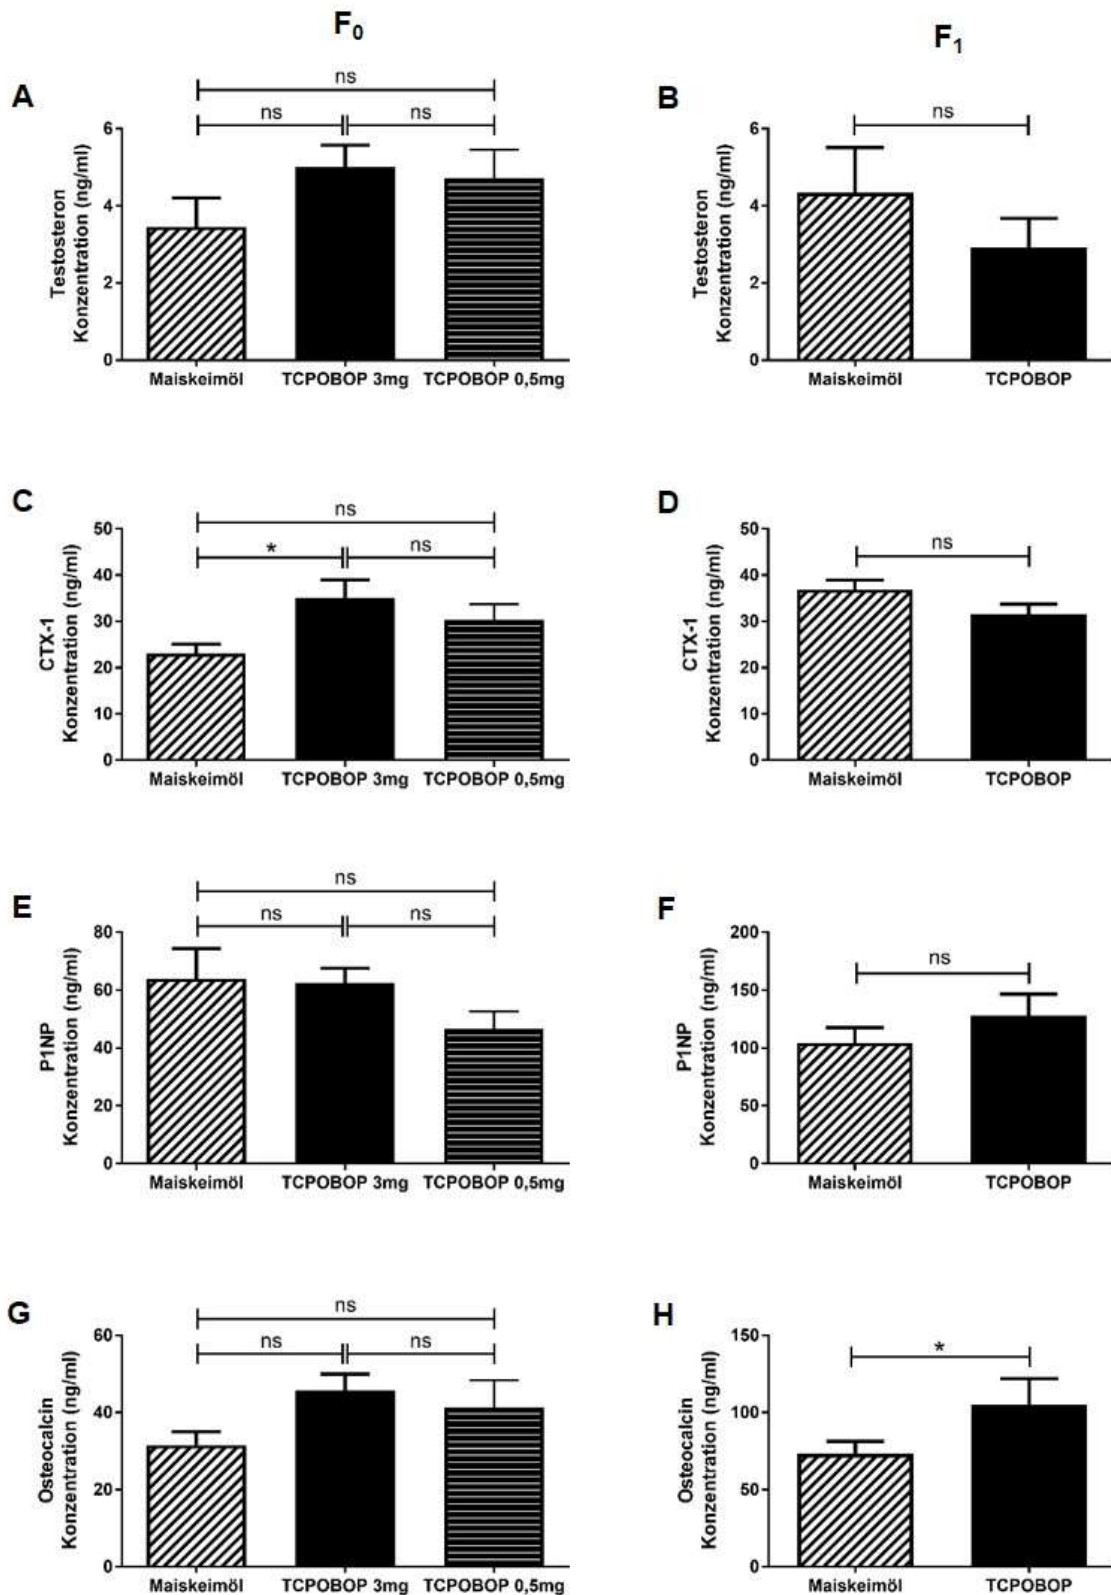 F0
F1
A
ns
ns
ns
Testosteron
Konzentration (ng/ml)
6
4
2
0
Maiskeimöl
TCPOBOP 3mg
TCPOBOP 0,5mg
B
ns
Testosteron
Konzentration (ng/ml)
6
4
2
0
Maiskeimöl
TCPOBOP
C
ns
*
ns
CTX-1
Konzentration (ng/ml)
50
40
30
20
10
0
Maiskeimöl
TCPOBOP 3mg
TCPOBOP 0,5mg
D
ns
CTX-1
Konzentration (ng/ml)
50
40
30
20
10
0
Maiskeimöl
TCPOBOP
E
ns
ns
ns
P1NP
Konzentration (ng/ml)
80
60
40
20
0
Maiskeimöl
TCPOBOP 3mg
TCPOBOP 0,5mg
F
ns
P1NP
Konzentration (ng/ml)
200
150
100
50
0
Maiskeimöl
TCPOBOP
G
ns
ns
ns
Osteocalcin
Konzentration (ng/ml)
60
40
20
0
Maiskeimöl
TCPOBOP 3mg
TCPOBOP 0,5mg
H
*
Osteocalcin
Konzentration (ng/ml)
150
100
50
0
Maiskeimöl
TCPOBOP